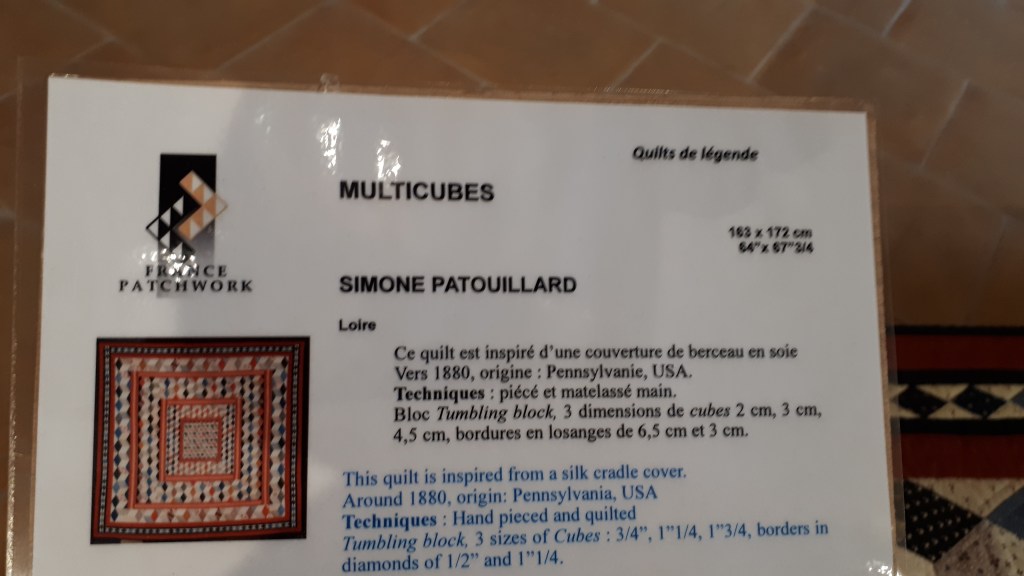 Quilts de légende
MULTICUBES
163 x 172 cm
64”x 67”3/4
FRANCE
PATCHWORK
SIMONE PATOUILLARD
Loire
Ce quilt est inspiré d’une couverture de berceau en soie
Vers 1880, origine : Pennsylvanie, USA.
Techniques : piécé et matelassé main.
Bloc Tumbling block, 3 dimensions de cubes 2 cm, 3 cm,
4,5 cm, bordures en losanges de 6,5 cm et 3 cm.
This quilt is inspired from a silk cradle cover.
Around 1880, origin: Pennsylvania, USA
Techniques : Hand pieced and quilted
Tumbling block, 3 sizes of Cubes : 3/4”, 1”1/4, 1”3/4, borders in
diamonds of 1/2” and 1”1/4.